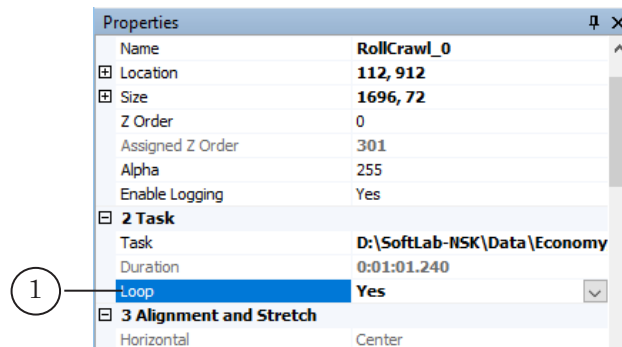 Properties
Name RollCrawl_0
Location 112, 912
Size 1696, 72
Z Order 0
Assigned Z Order 301
Alpha 255
Enable Logging Yes
2 Task
Task D:\SoftLab-NSK\Data\Economy
Duration 0:01:01.240
1 Loop Yes
3 Alignment and Stretch
Horizontal Center